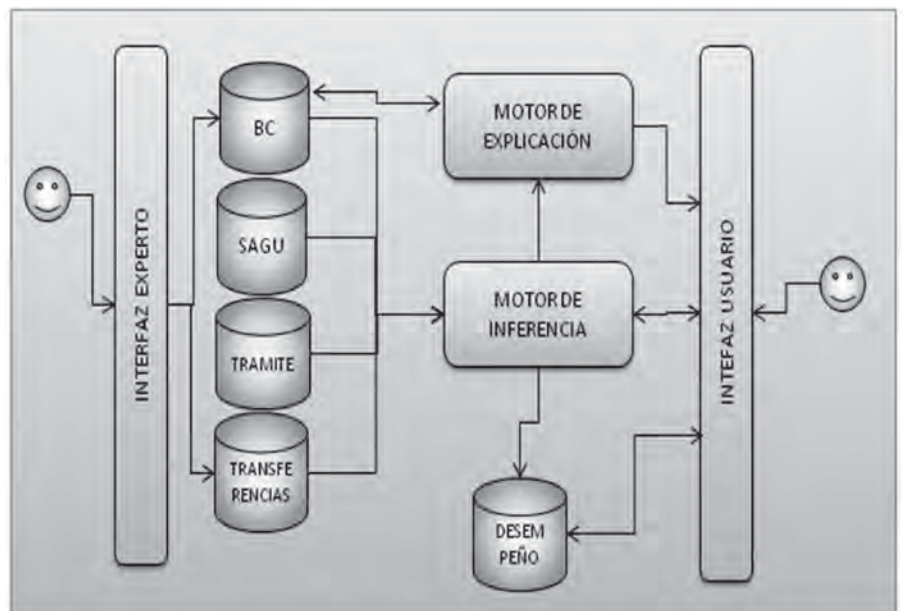 INTERFAZ EXPERTO
BC
SAGU
TRAMITE
TRANSFE
RENCIAS
MOTOR DE
EXPLICACIÓN
MOTOR DE
INFERENCIA
DESEM
PEÑO
INTEFAZ USUARIO